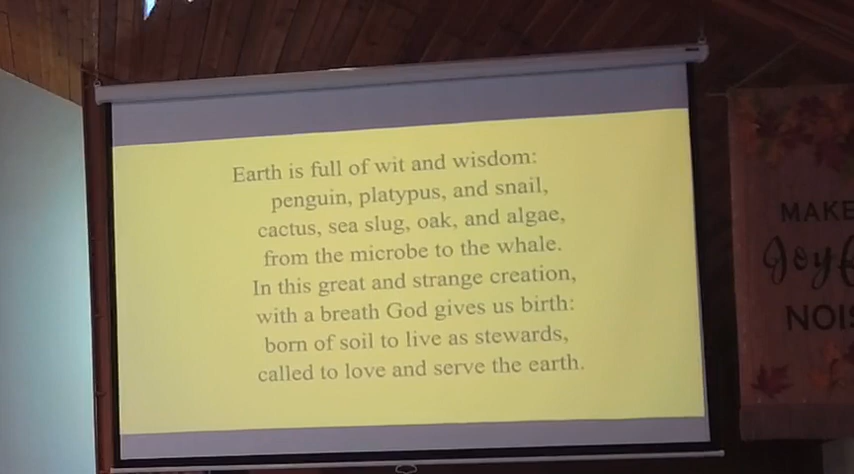 Earth is full of wit and wisdom:
penguin, platypus, and snail,
cactus, sea slug, oak, and algae,
from the microbe to the whale.
In this great and strange creation,
with a breath God gives us birth:
born of soil to live as stewards,
called to love and serve the earth.
MAKE